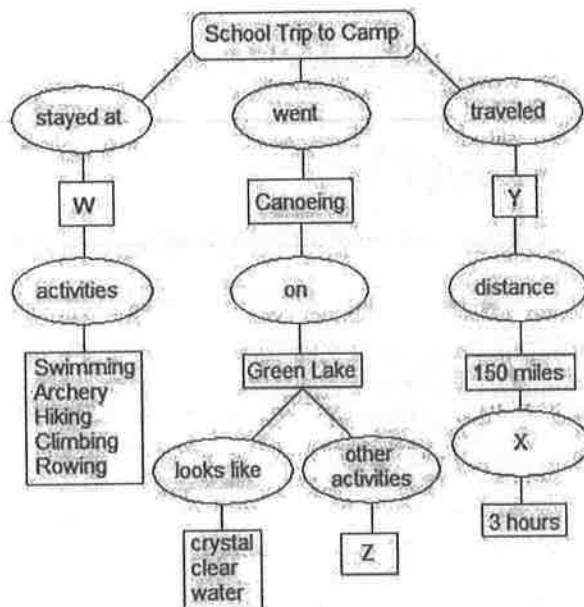 School Trip to Camp
stayed at
went
traveled
W
Canoeing
Y
activities
on
distance
Swimming
Archery
Hiking
Climbing
Rowing
Green Lake
150 miles
looks like
other
activities
X
crystal
clear
water
Z
3 hours